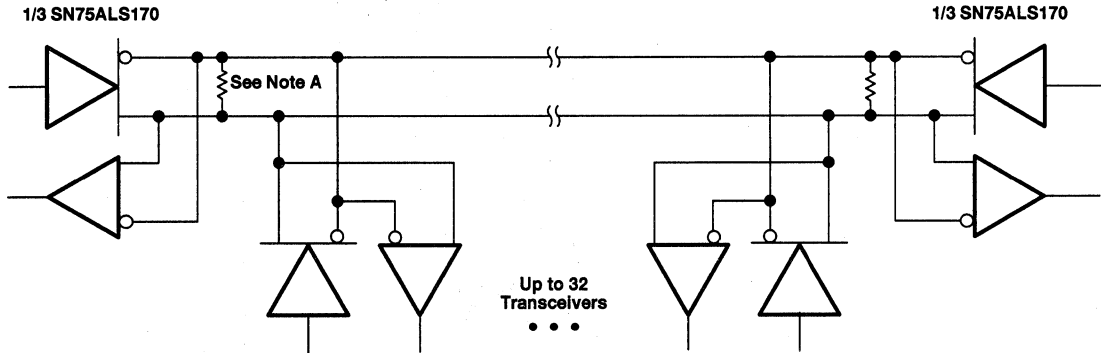 1/3 SN75ALS170
1/3 SN75ALS170
See Note A
Up to 32
Transceivers
• • •